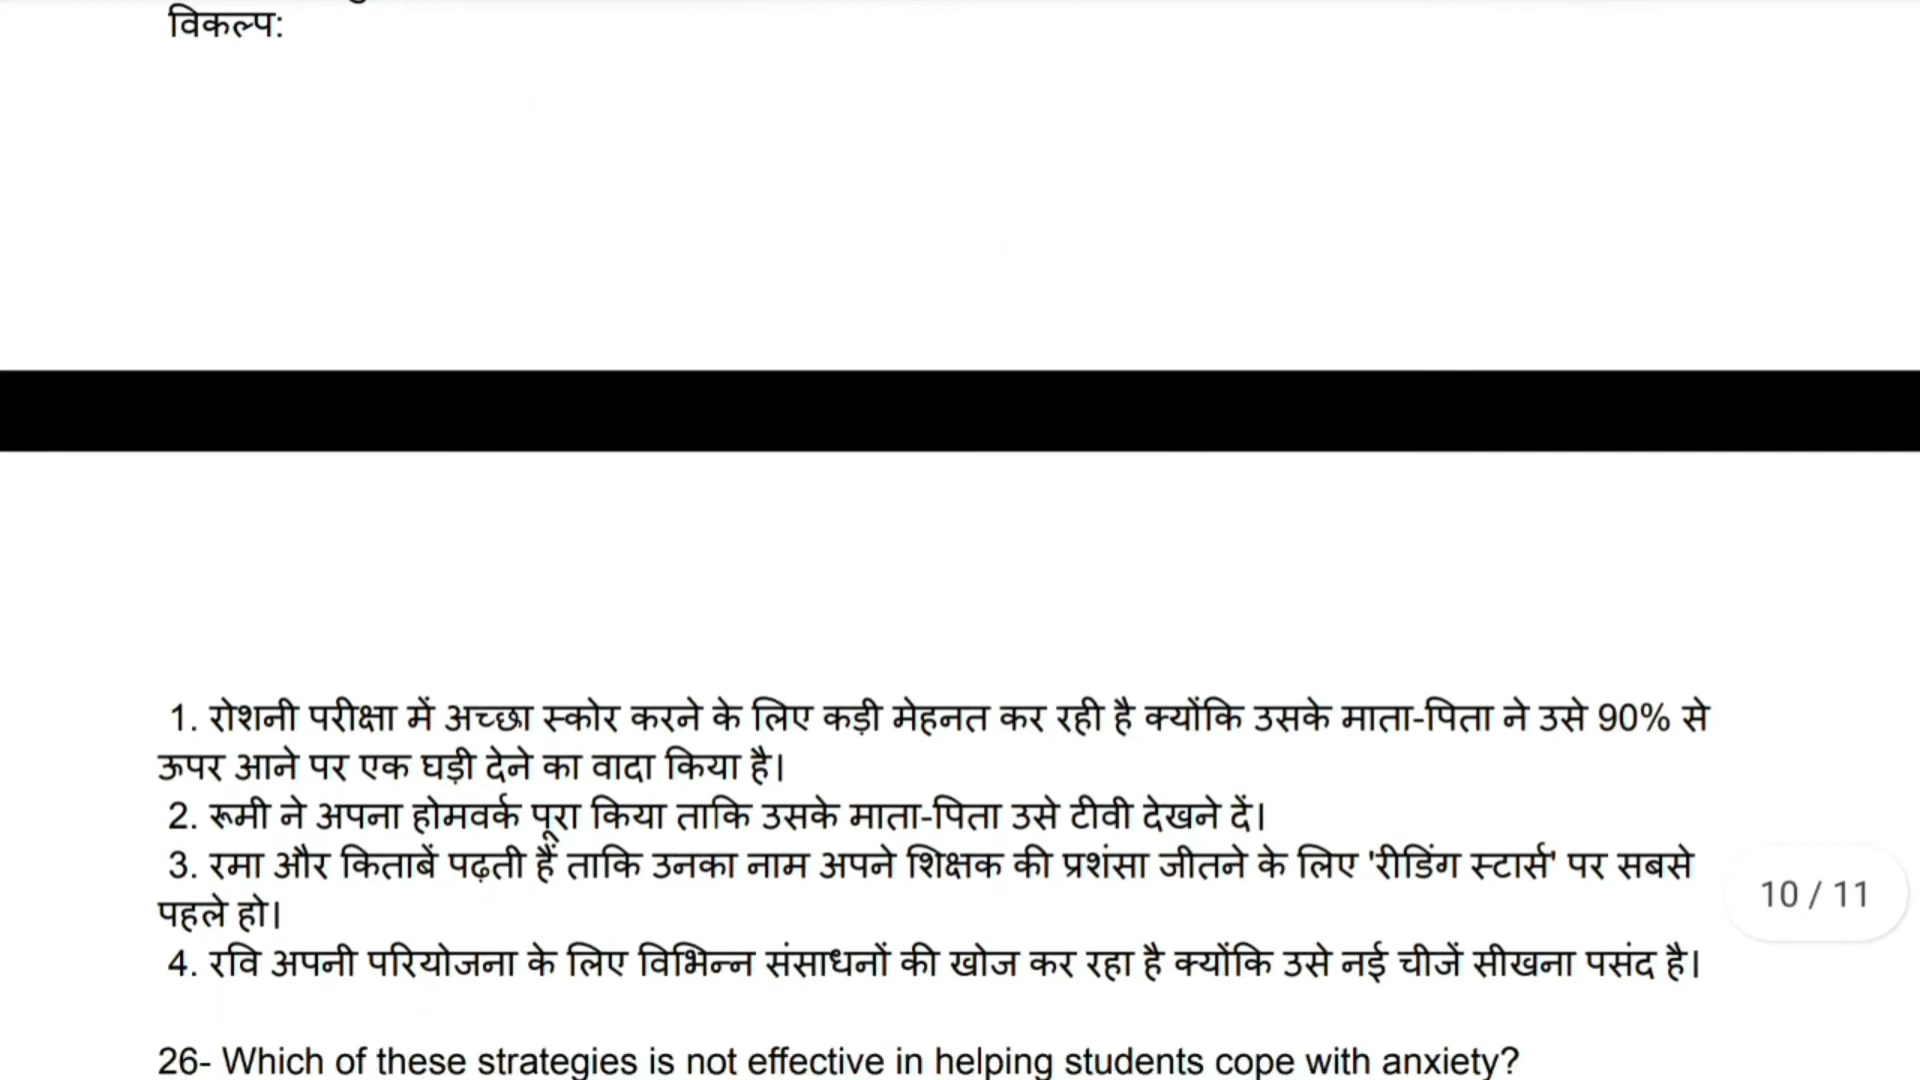 विकल्प:
1. रोशनी परीक्षा में अच्छा स्कोर करने के लिए कड़ी मेहनत कर रही है क्योंकि उसके माता-पिता ने उसे 90% से
ऊपर आने पर एक घड़ी देने का वादा किया है।
2. रूमी ने अपना होमवर्क पूरा किया ताकि उसके माता-पिता उसे टीवी देखने दें।
3. रमा और किताबें पढ़ती हैं ताकि उनका नाम अपने शिक्षक की प्रशंसा जीतने के लिए 'रीडिंग स्टार्स' पर सबसे
पहले हो।
10 / 11
4. रवि अपनी परियोजना के लिए विभिन्न संसाधनों की खोज कर रहा है क्योंकि उसे नई चीजें सीखना पसंद है।
26- Which of these strategies is not effective in helping students cope with anxiety?